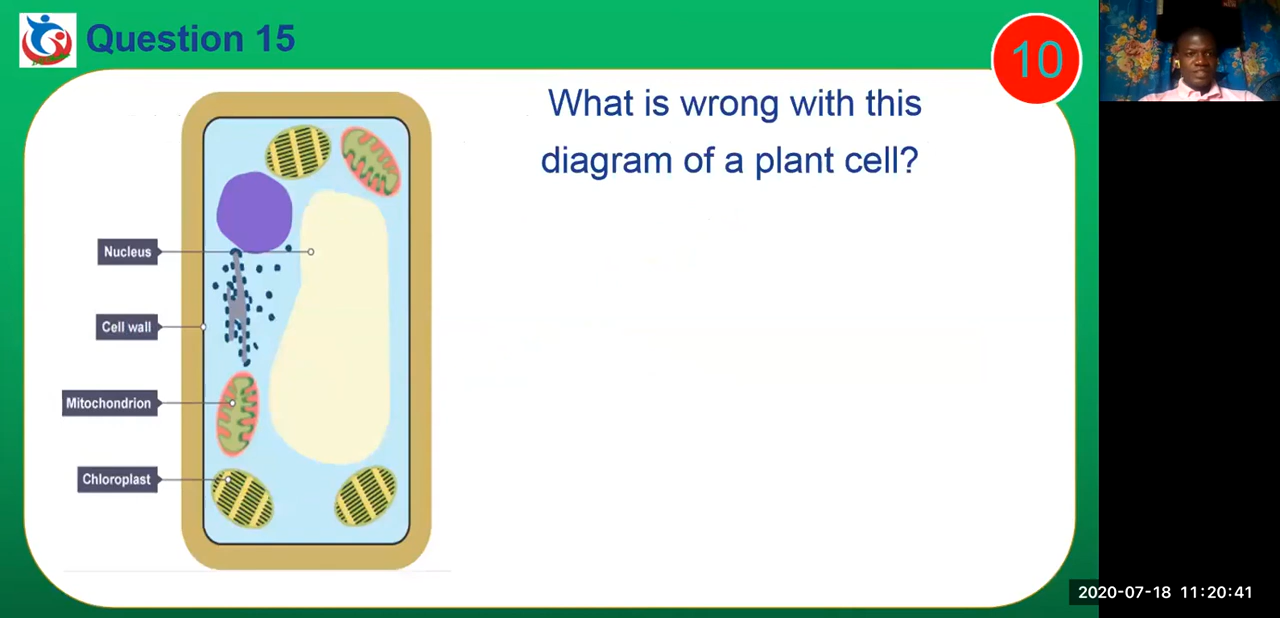 Question 15
10
What is wrong with this
diagram of a plant cell?
Nucleus
Cell wall
Mitochondrion
Chloroplast
2020-07-18 11:20:41